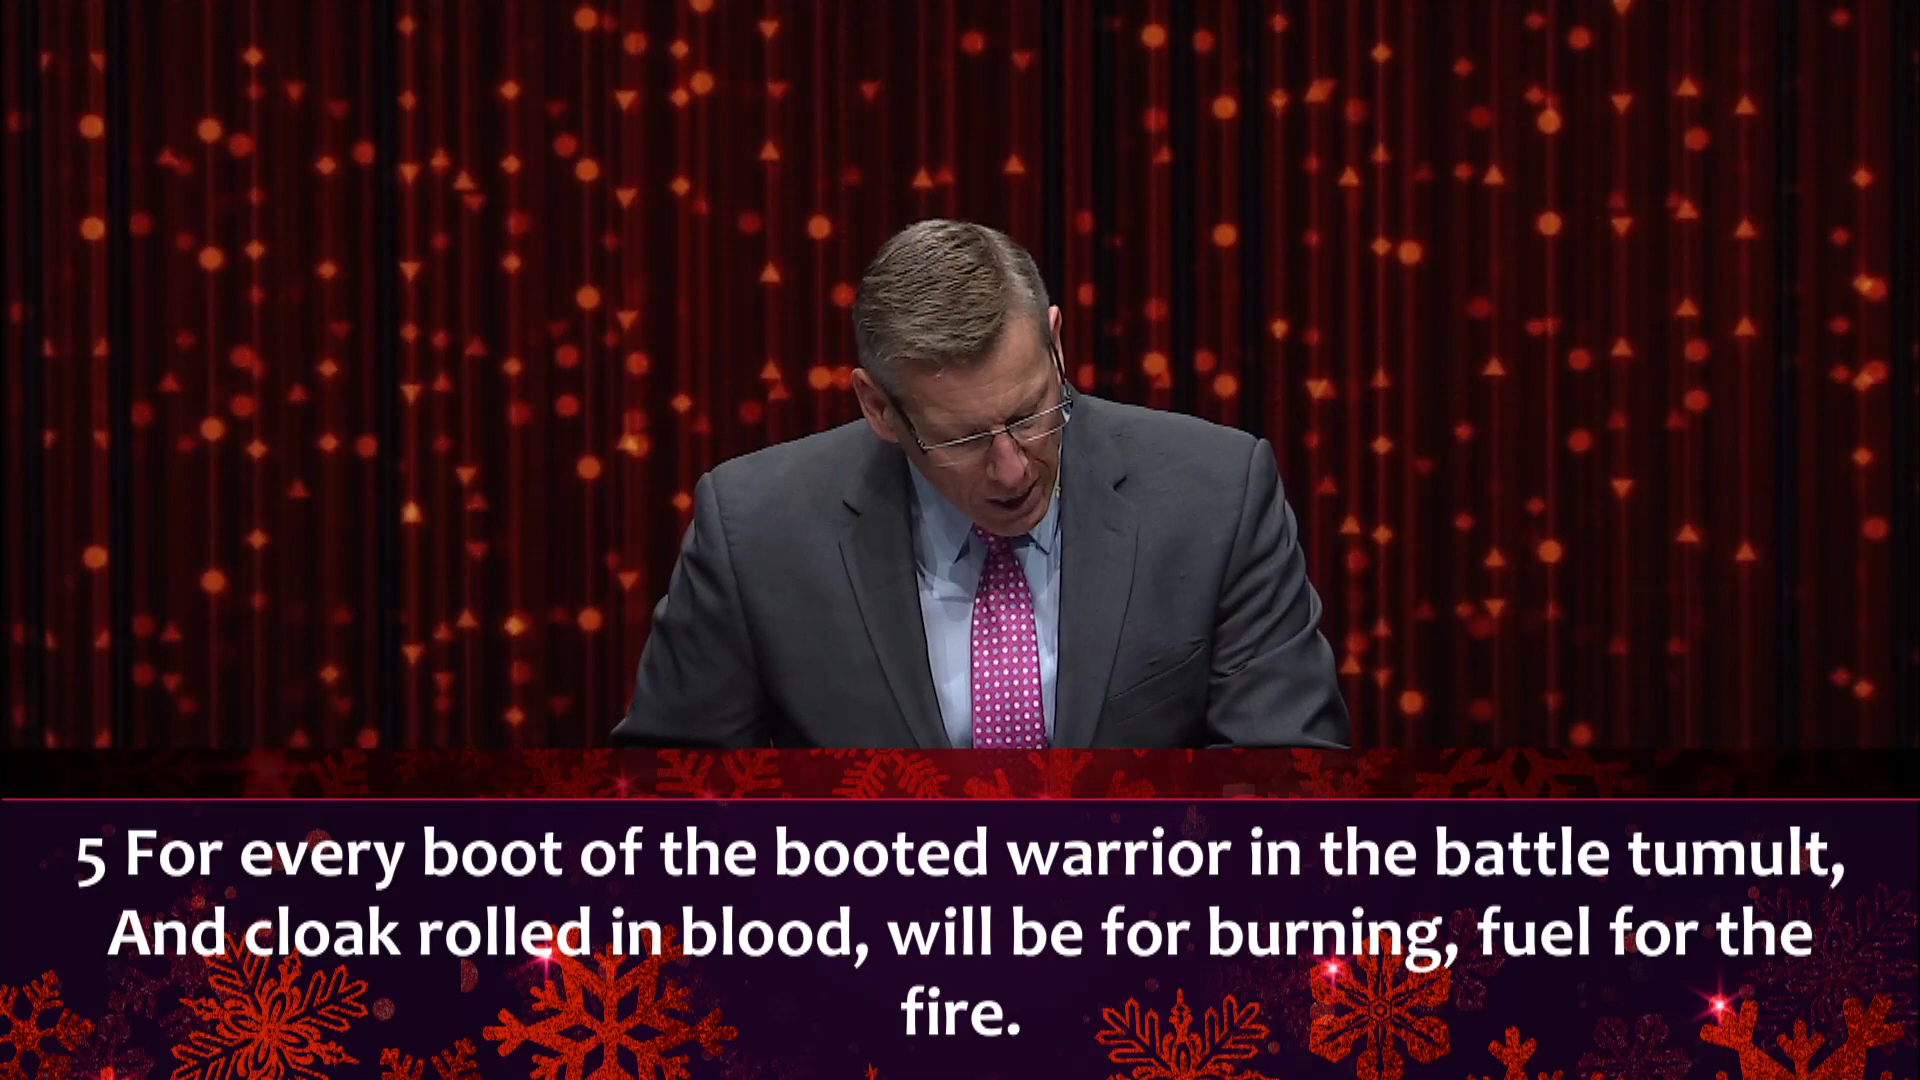 5 For every boot of the booted warrior in the battle tumult,
And cloak rolled in blood, will be for burning, fuel for the
fire.